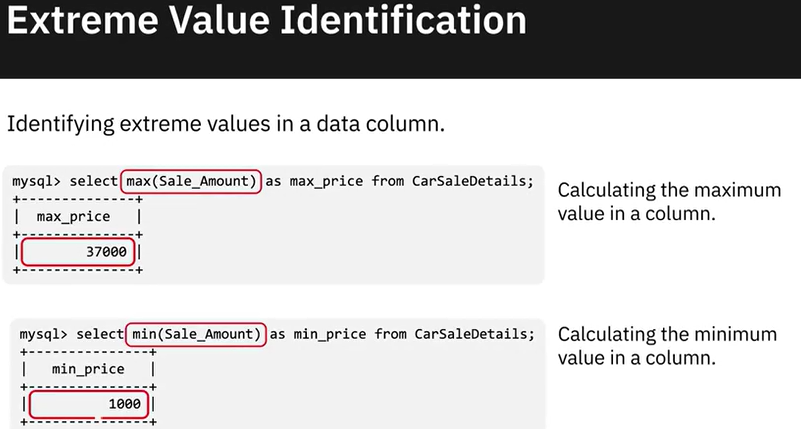 Extreme Value Identification
Identifying extreme values in a data column.
mysql> select max(Sale_Amount) as max_price from CarSaleDetails;
+--------------+
| max_price |
+--------------+
| 37000 |
+--------------+
Calculating the maximum
value in a column.
mysql> select min(Sale_Amount) as min_price from CarSaleDetails;
+---------------+
| min_price |
+---------------+
| 1000 |
+---------------+
Calculating the minimum
value in a column.